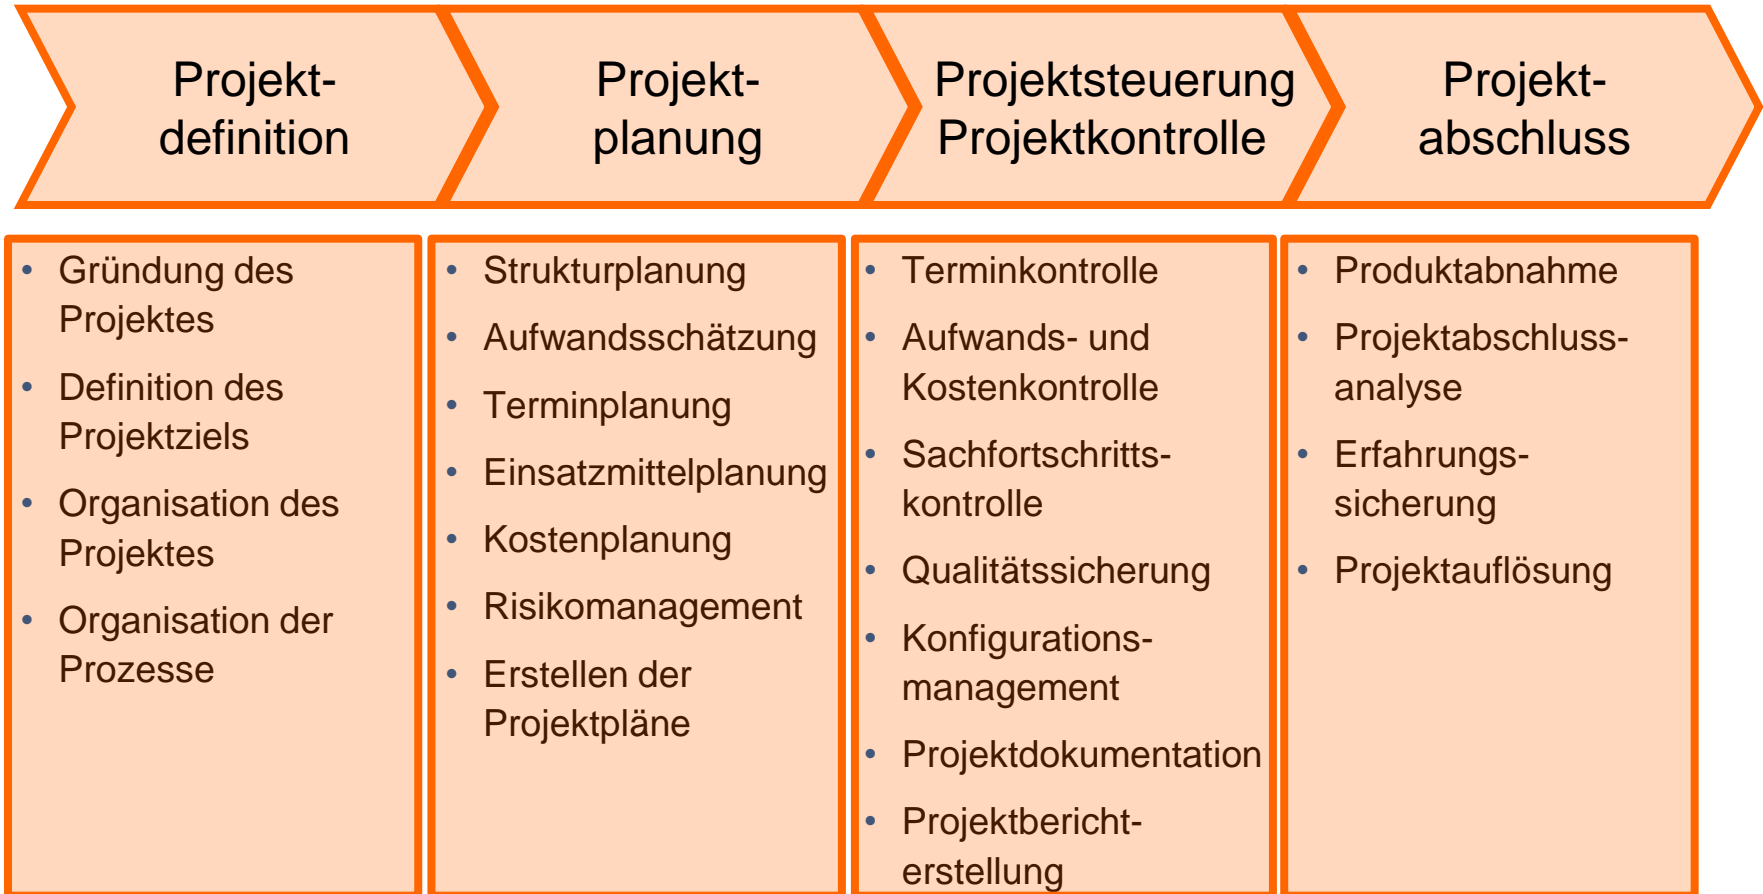 Projekt-
definition
Projekt-
planung
Projektsteuerung
Projektkontrolle
Projekt-
abschluss
• Gründung des
Projektes
• Definition des
Projektziels
• Organisation des
Projektes
• Organisation der
Prozesse
• Strukturplanung
• Aufwandsschätzung
• Terminplanung
• Einsatzmittelplanung
• Kostenplanung
• Risikomanagement
• Erstellen der
Projektpläne
• Terminkontrolle
• Aufwands- und
Kostenkontrolle
• Sachfortschritts-
kontrolle
• Qualitätssicherung
• Konfigurations-
management
• Projektdokumentation
• Projektbericht-
erstellung
• Produktabnahme
• Projektabschluss-
analyse
• Erfahrungs-
sicherung
• Projektauflösung